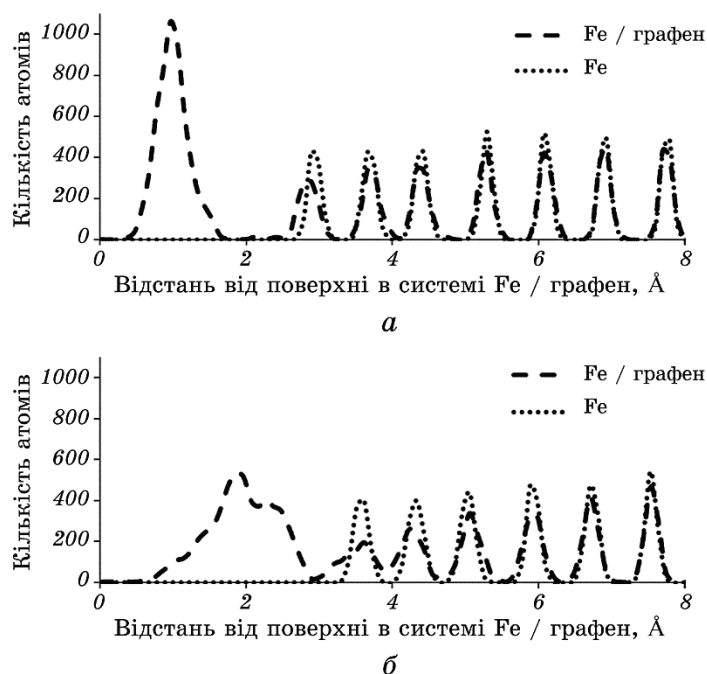 Кількість атомів
1000
800
600
400
200
0
0 2 4 6 8
Fe / графен
Fe
Відстань від поверхні в системі Fe / графен, Å
а
Кількість атомів
1000
800
600
400
200
0
0 2 4 6 8
Fe / графен
Fe
Відстань від поверхні в системі Fe / графен, Å
б